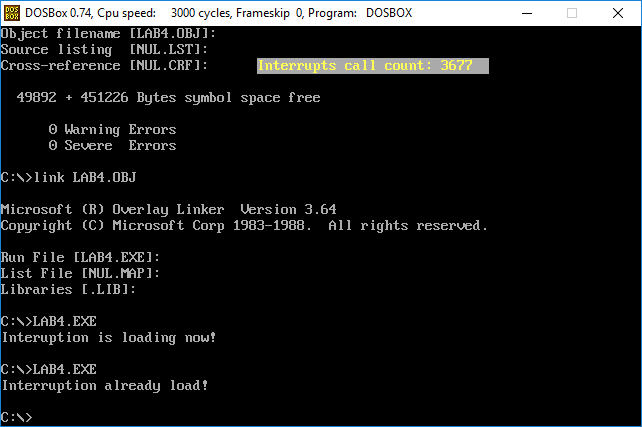 DOSBox 0.74, Cpu speed: 3000 cycles, Frameskip 0, Program: DOSBOX
Object filename [LAB4.OBJ]:
Source listing [NUL.LST]:
Cross-reference [NUL.CRF]: Interrupts call count: 3677
49892 + 451226 Bytes symbol space free
0 Warning Errors
0 Severe Errors
C:\>link LAB4.OBJ
Microsoft (R) Overlay Linker Version 3.64
Copyright (C) Microsoft Corp 1983-1988. All rights reserved.
Run File [LAB4.EXE]:
List File [NUL.MAP]:
Libraries [.LIB]:
C:\>LAB4.EXE
Interuption is loading now!
C:\>LAB4.EXE
Interruption already load!
C:\>